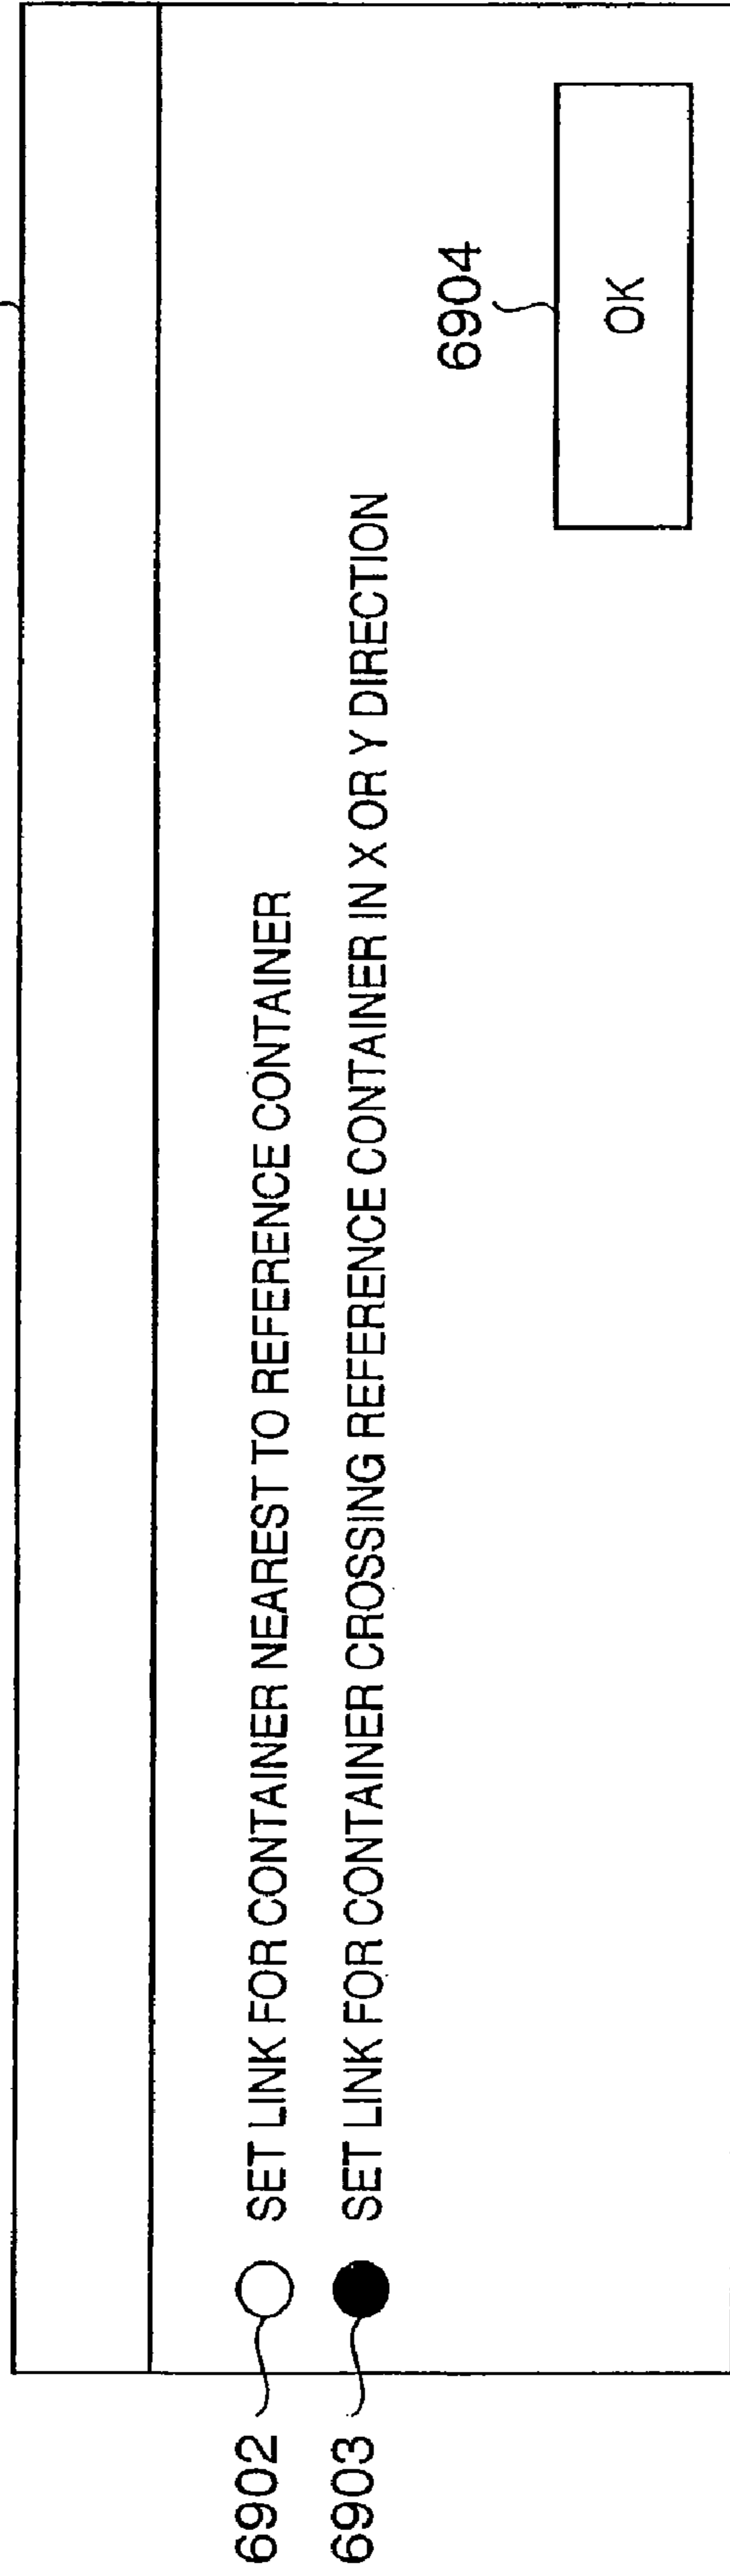 6902 SET LINK FOR CONTAINER NEAREST TO REFERENCE CONTAINER
6903 SET LINK FOR CONTAINER CROSSING REFERENCE CONTAINER IN X OR Y DIRECTION
6904
OK